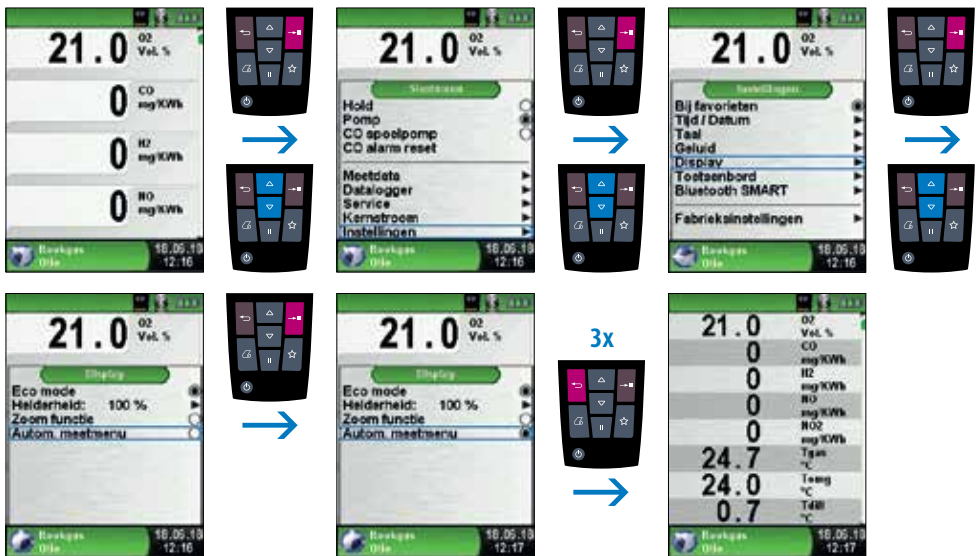 21.0 O2 Vol. %
0 CO mg/KWh
0 H2 mg/KWh
0 NO mg/KWh
Rookgas 18.06.18
Olie 12:16
21.0 O2 Vol. %
Hold
Pomp
CO spoelpomp
CO alarm reset
Meetdata
Datalogger
Service
Kernstroom
Instellingen
Rookgas 18.06.18
Olie 12:16
21.0 O2 Vol. %
Instellingen
Bij favorieten
Tijd / Datum
Taal
Geluid
Display
Toetsenbord
Bluetooth SMART
Fabrieksinstellingen
Rookgas 18.06.18
Olie 12:16
21.0 O2 Vol. %
Display
Eco mode
Helderheid: 100 %
Zoom functie
Autom. meetmenu
Rookgas 18.06.18
Olie 12:16
21.0 O2 Vol. %
Display
Eco mode
Helderheid: 100 %
Zoom functie
Autom. meetmenu
Rookgas 18.06.18
Olie 12:17
3x
21.0 O2 Vol. %
0 CO mg/KWh
0 H2 mg/KWh
0 NO mg/KWh
0 NO2 mg/KWh
24.7 Tgas °C
24.0 Tomg °C
0.7 Tdiff °C
Rookgas 18.06.18
Olie 12:17